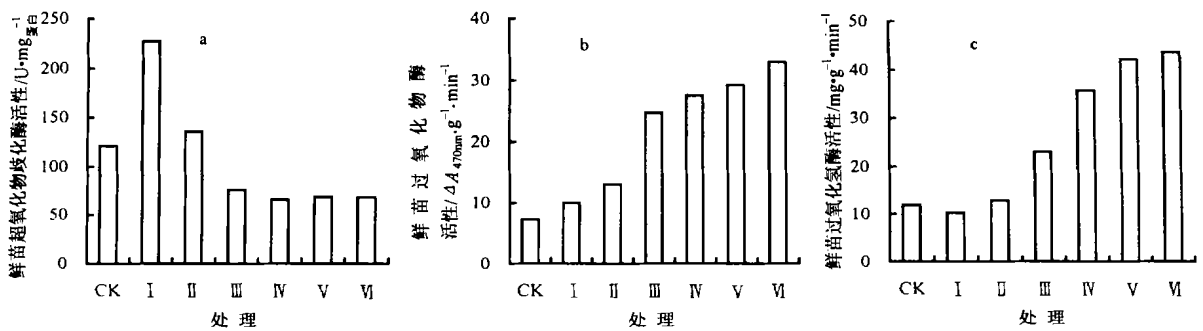 鲜苗超氧化物歧化酶活性/U·mg⁻¹蛋白
250
200
150
100
50
0
a
CK I II III IV V VI
处 理
鲜 苗 过 氧 化 物 酶
活性/ΔA470nm·g⁻¹·min⁻¹
40
30
20
10
0
b
CK I II III IV V VI
处 理
鲜苗过氧化氢酶活性/mg·g⁻¹·min⁻¹
50
40
30
20
10
0
c
CK I II III IV V VI
处 理